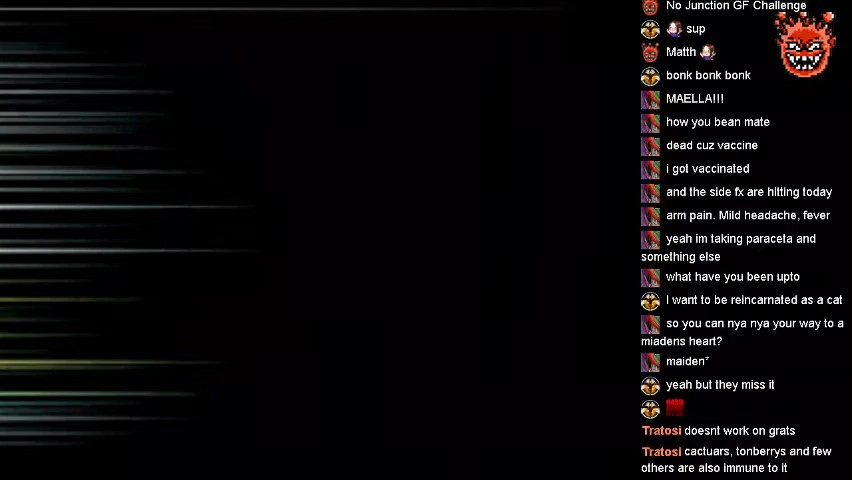 No Junction GF Challenge
sup
Matth
bonk bonk bonk
MAELLA!!!
how you bean mate
dead cuz vaccine
i got vaccinated
and the side fx are hitting today
arm pain. Mild headache, fever
yeah im taking paraceta and
something else
what have you been upto
I want to be reincarnated as a cat
so you can nya nya your way to a
miadens heart?
maiden*
yeah but they miss it
Tratosi doesnt work on grats
Tratosi cactuars, tonberrys and few
others are also immune to it